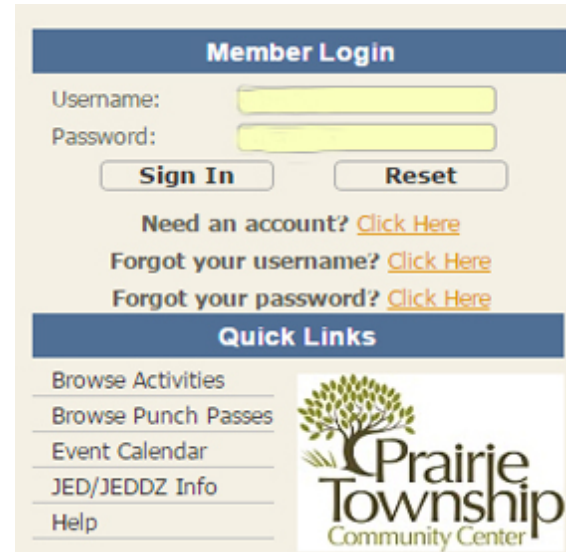 Member Login
Username:
Password:
Sign In Reset
Need an account? Click Here
Forgot your username? Click Here
Forgot your password? Click Here
Quick Links
Browse Activities
Browse Punch Passes
Event Calendar
JED/JEDDZ Info
Help
Prairie
Township
Community Center